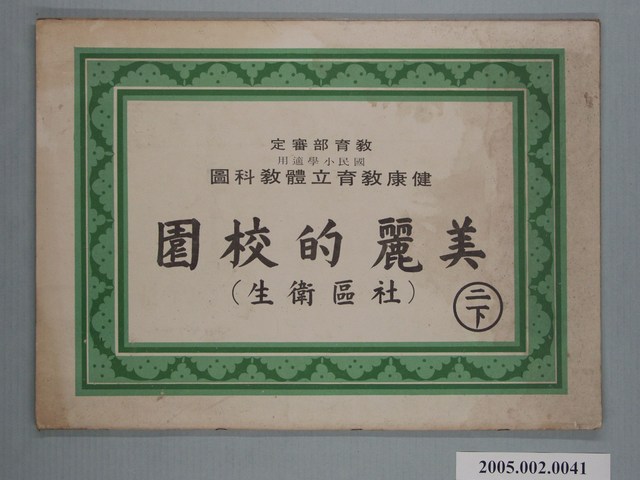 教育部審定
國民小學適用
健康教育立體教科圖
美麗的校園
（社區衛生）
二下
2005.002.0041